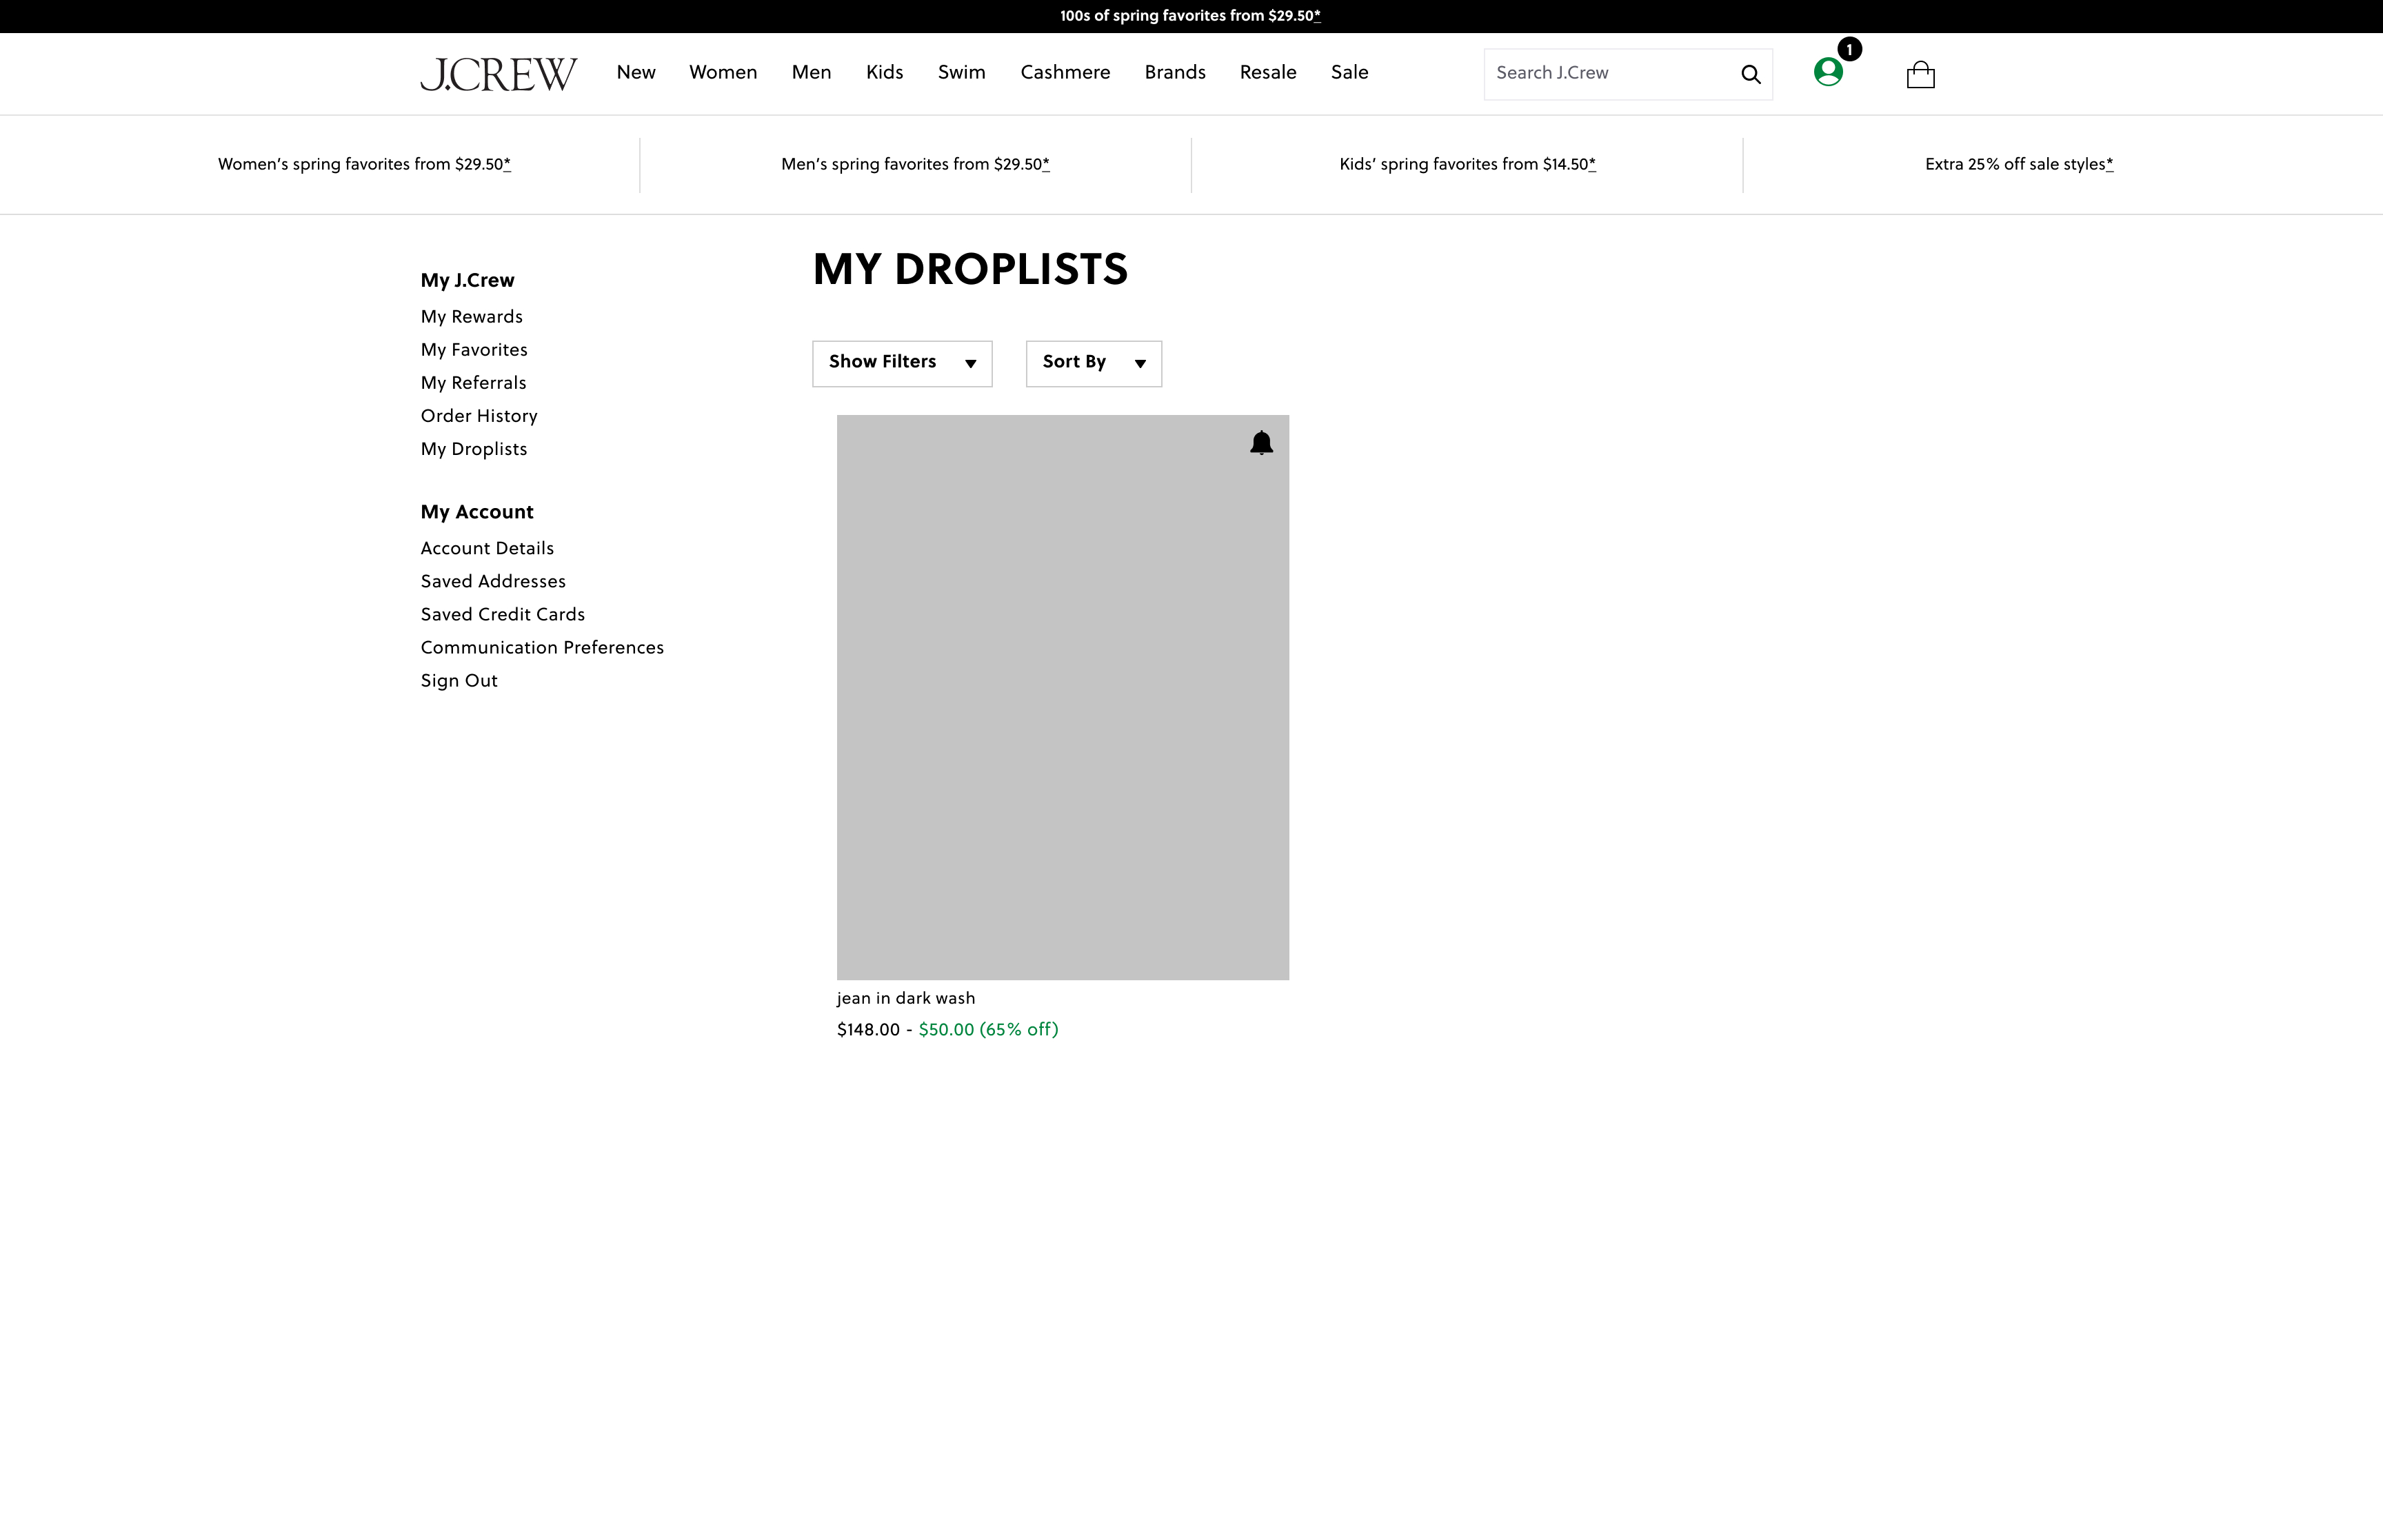 100s of spring favorites from $29.50*
J.CREW
New Women Men Kids Swim Cashmere Brands Resale Sale
Search J.Crew
1
Women’s spring favorites from $29.50*
Men’s spring favorites from $29.50*
Kids’ spring favorites from $14.50*
Extra 25% off sale styles*
My J.Crew
My Rewards
My Favorites
My Referrals
Order History
My Droplists
My Account
Account Details
Saved Addresses
Saved Credit Cards
Communication Preferences
Sign Out
MY DROPLISTS
Show Filters
Sort By
jean in dark wash
$148.00 - $50.00 (65% off)